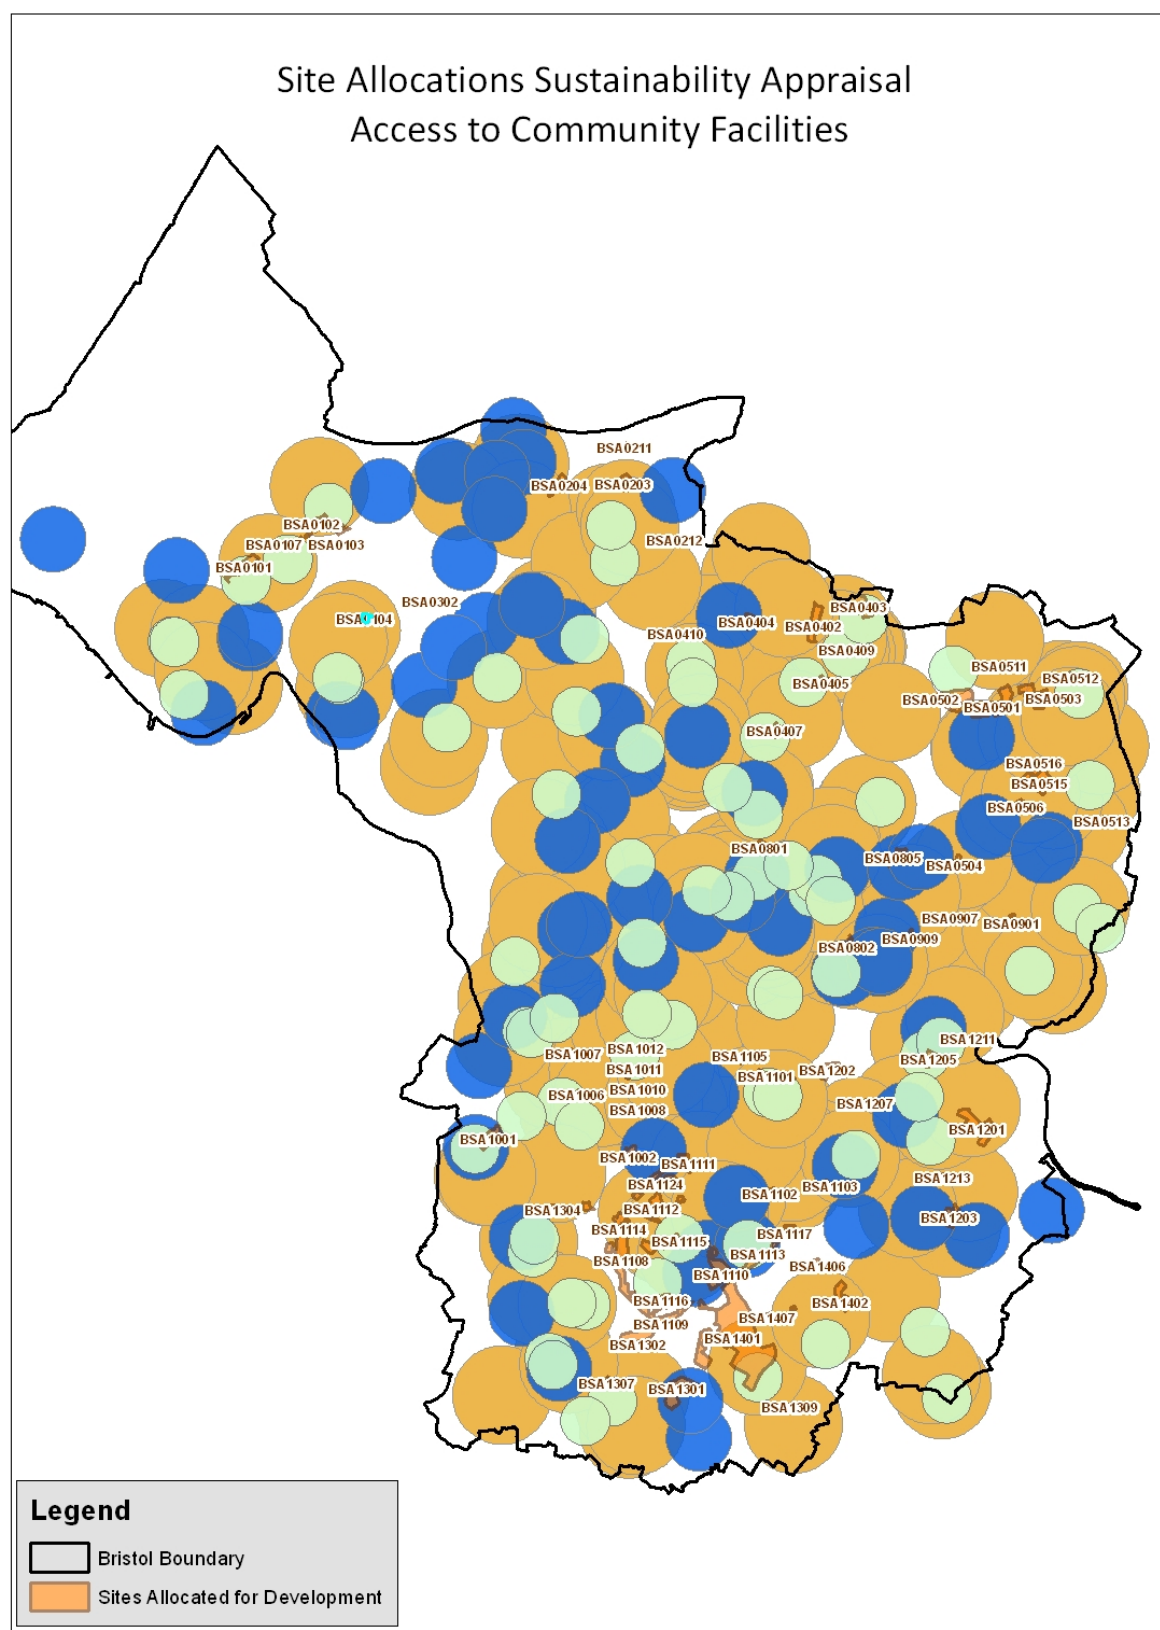 Site Allocations Sustainability Appraisal
Access to Community Facilities
BSA0211
BSA0204
BSA0203
BSA0102
BSA0107
BSA0103
BSA0212
BSA0101
BSA0302
BSA0403
BSA0404
BSA0402
BSA0410
BSA0409
BSA0511
BSA0405
BSA0512
BSA0502
BSA0503
BSA0501
BSA0407
BSA0516
BSA0515
BSA0506
BSA0513
BSA0801
BSA0805
BSA0504
BSA0907
BSA0901
BSA0909
BSA0802
BSA1211
BSA1012
BSA1007
BSA1105
BSA1205
BSA1011
BSA1202
BSA1101
BSA1010
BSA1006
BSA1207
BSA1008
BSA1201
BSA1001
BSA1002
BSA1111
BSA1213
BSA1124
BSA1103
BSA1102
BSA1304
BSA1112
BSA1203
BSA1114
BSA1117
BSA1115
BSA1113
BSA1108
BSA1406
BSA1110
BSA1116
BSA1402
BSA1407
BSA1109
BSA1401
BSA1302
BSA1307
BSA1301
BSA1309
Legend
Bristol Boundary
Sites Allocated for Development